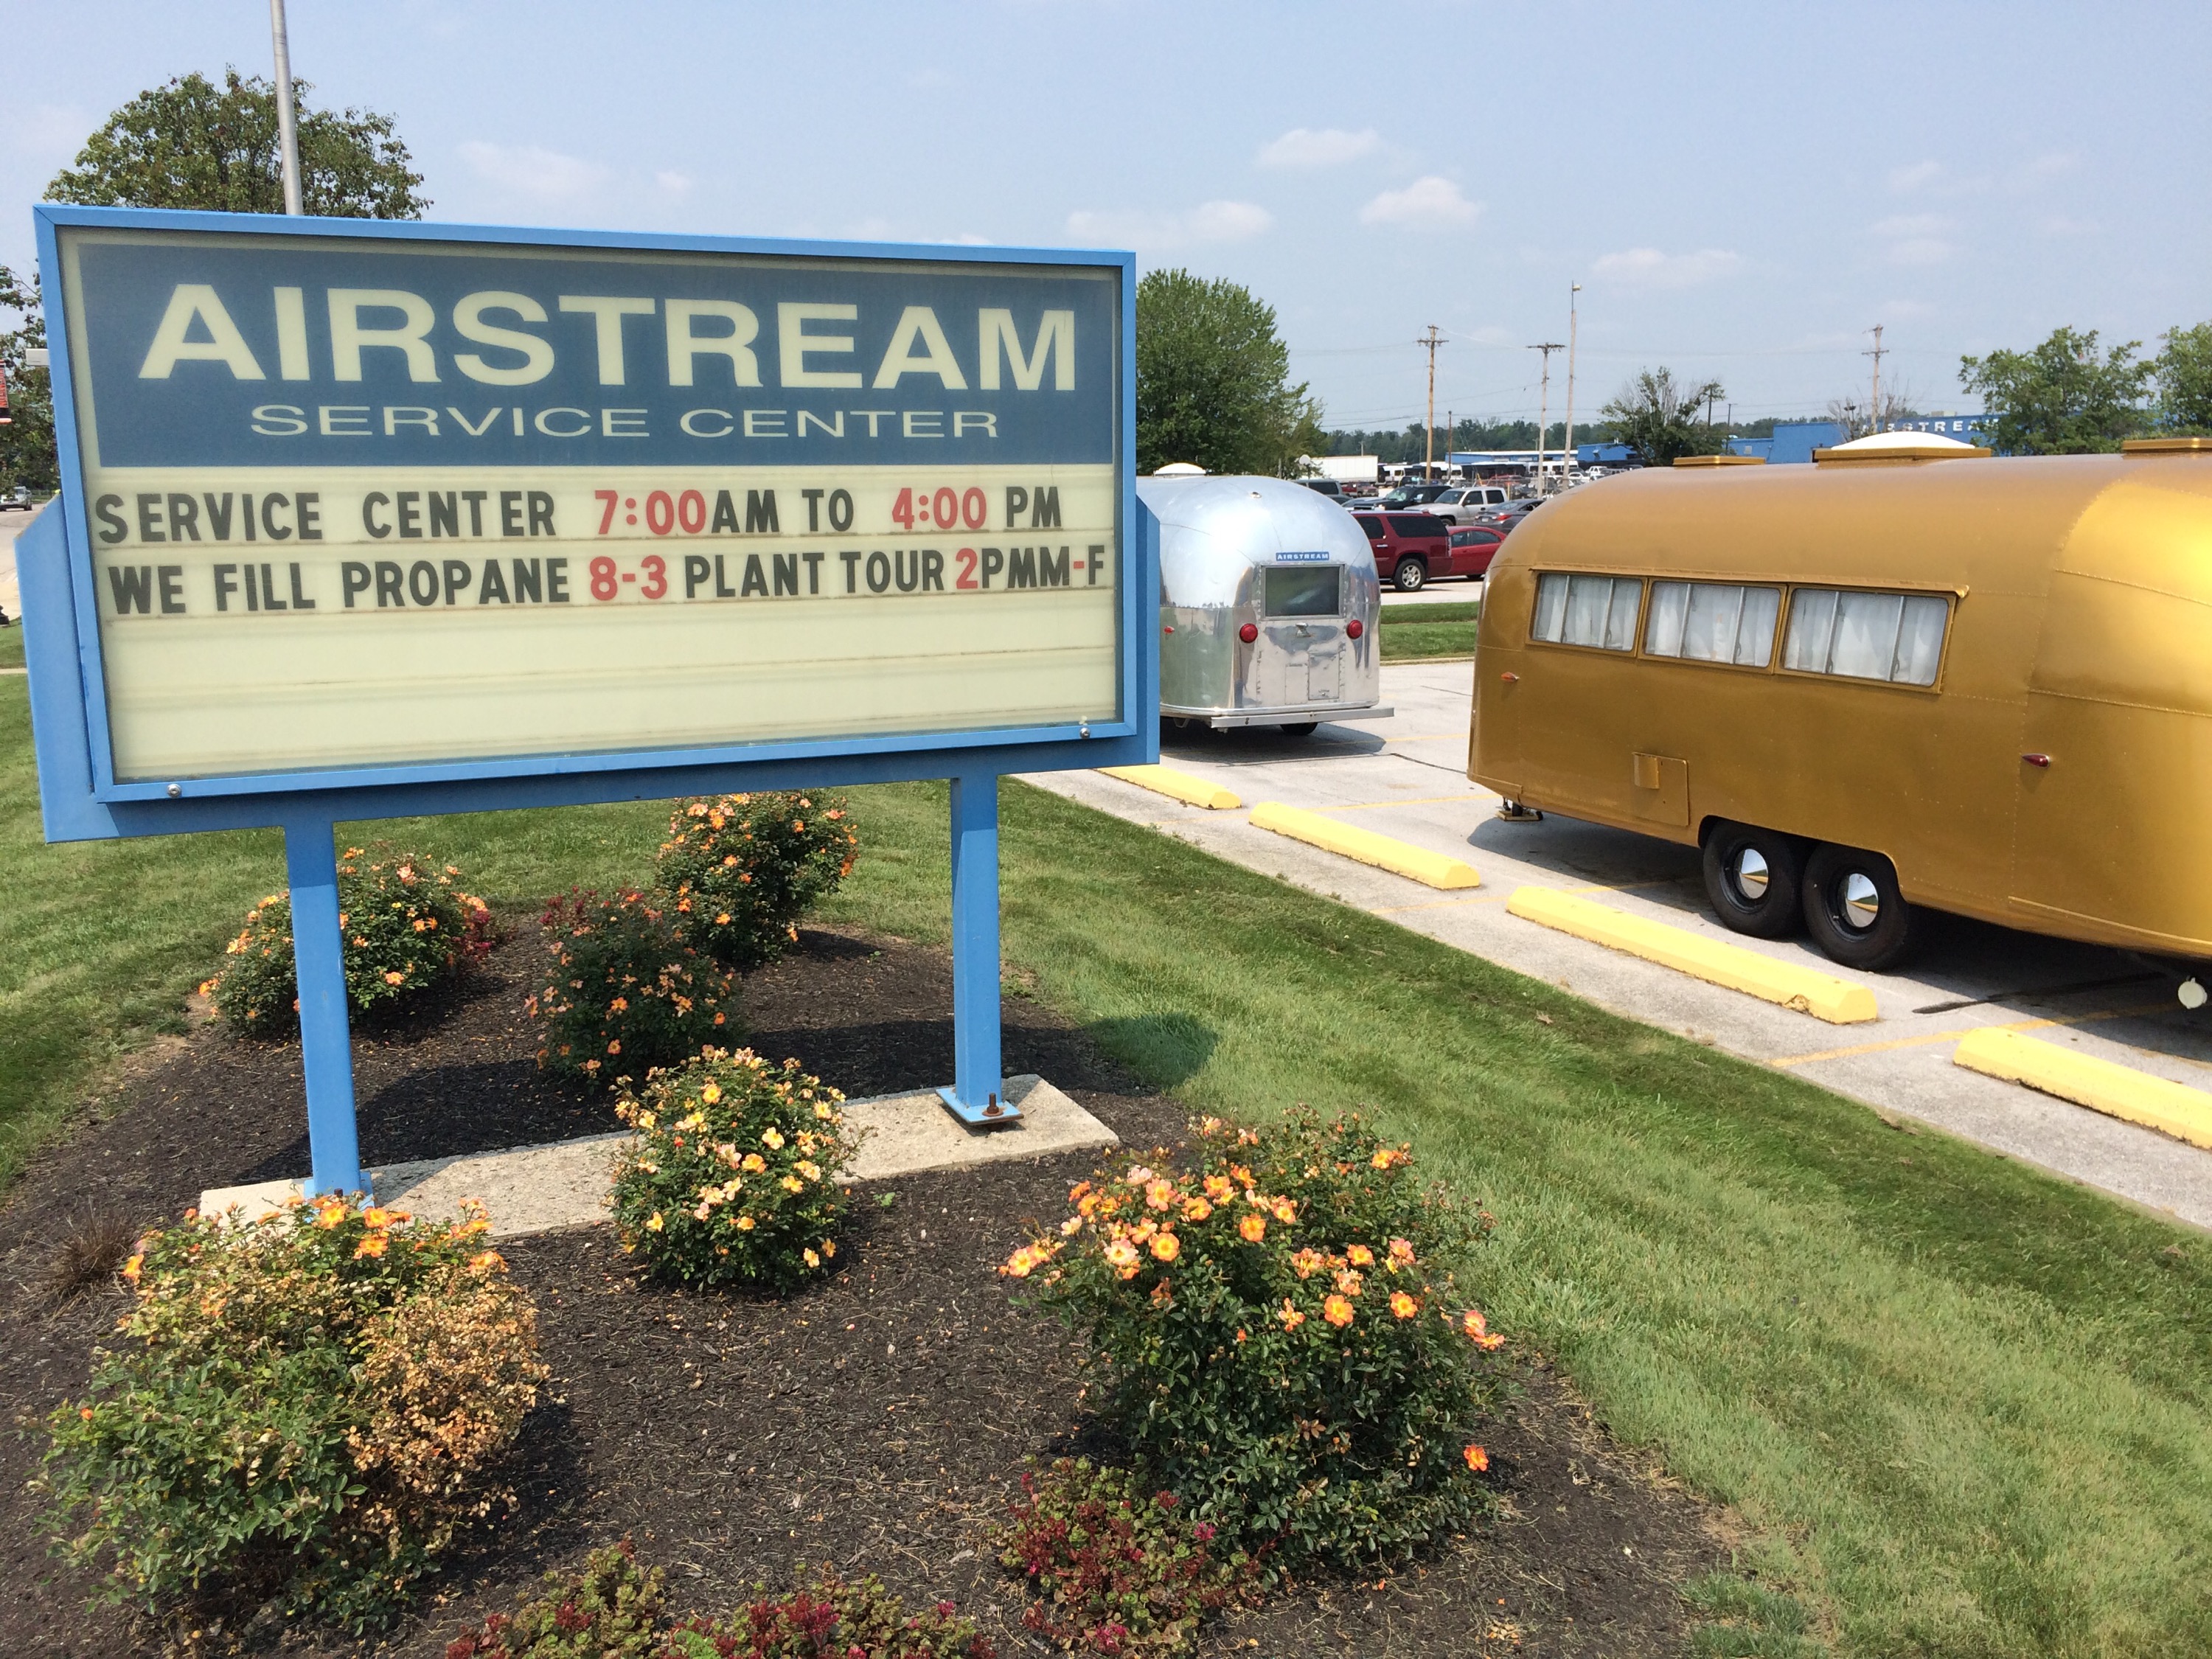 AIRSTREAM
SERVICE CENTER
SERVICE CENTER 7:00AM TO 4:00 PM
WE FILL PROPANE 8-3 PLANT TOUR 2PMM-F
AIRSTREAM